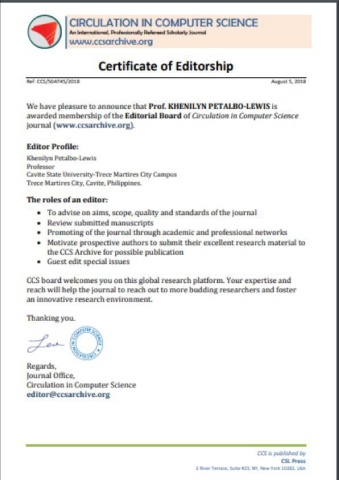 CIRCULATION IN COMPUTER SCIENCE
An International, Professionally Refereed Scholarly Journal
www.ccsarchive.org
Certificate of Editorship
Ref: CCS/SOAT45/2018 August 5, 2018
We have pleasure to announce that Prof. KHENILYN PETALBO-LEWIS is
awarded membership of the Editorial Board of Circulation in Computer Science
journal (www.ccsarchive.org).
Editor Profile:
Khenilyn Petalbo-Lewis
Professor
Cavite State University-Trece Martires City Campus
Trece Martires City, Cavite, Philippines.
The roles of an editor:
• To advise on aims, scope, quality and standards of the journal
• Review submitted manuscripts
• Promoting of the journal through academic and professional networks
• Motivate prospective authors to submit their excellent research material to
the CCS Archive for possible publication
• Guest edit special issues
CCS board welcomes you on this global research platform. Your expertise and
reach will help the journal to reach out to more budding researchers and foster
an innovative research environment.
Thanking you.
Regards,
Journal Office,
Circulation in Computer Science
editor@ccsarchive.org
CCS is published by
CSL Press